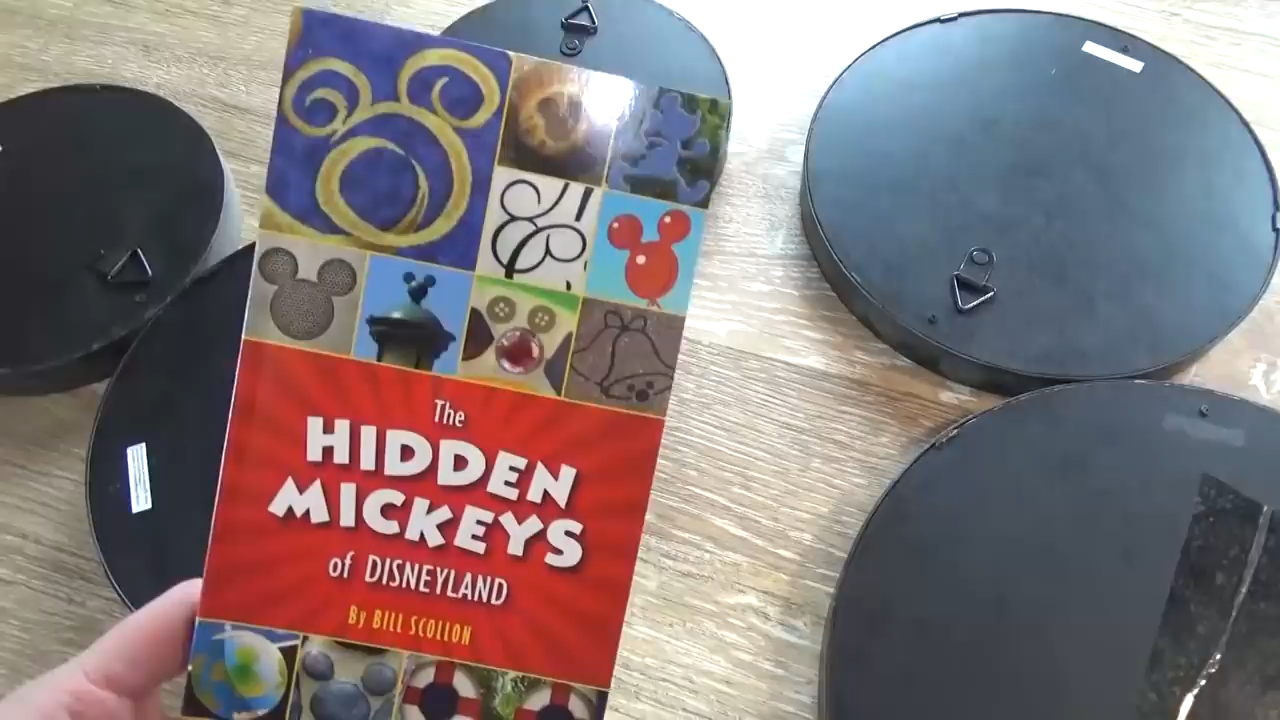 The
HIDDEN
MICKEYS
of DISNEYLAND
By BILL SCOLLON